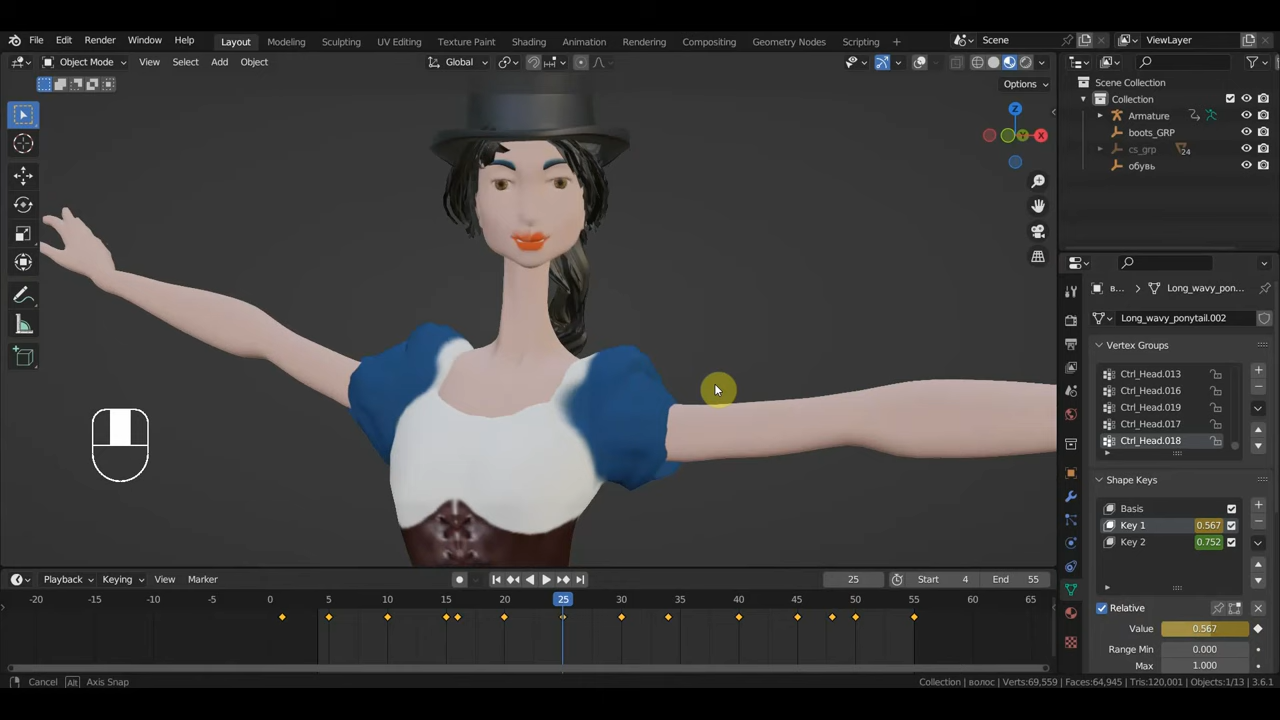 File Edit Render Window Help Layout Modeling Sculpting UV Editing Texture Paint Shading Animation Rendering Compositing Geometry Nodes Scripting + Scene ViewLayer
Object Mode View Select Add Object Global
Options
Scene Collection
Collection
Armature
boots_GRP
cs_grp 24
обувь
Z
Y X
в... Long_wavy_pon...
Long_wavy_ponytail.002
Vertex Groups
Ctrl_Head.013
Ctrl_Head.016
Ctrl_Head.019
Ctrl_Head.017
Ctrl_Head.018
Shape Keys
Basis
Key 1 0.567
Key 2 0.752
Relative
Value 0.567
Range Min 0.000
Max 1.000
Playback Keying View Marker 25 Start 4 End 55
-20 -15 -10 -5 0 5 10 15 20 25 30 35 40 45 50 55 60 65
Cancel Alt Axis Snap Collection | волос | Verts:69,559 | Faces:64,945 | Tris:120,001 | Objects:1/13 | 3.6.1